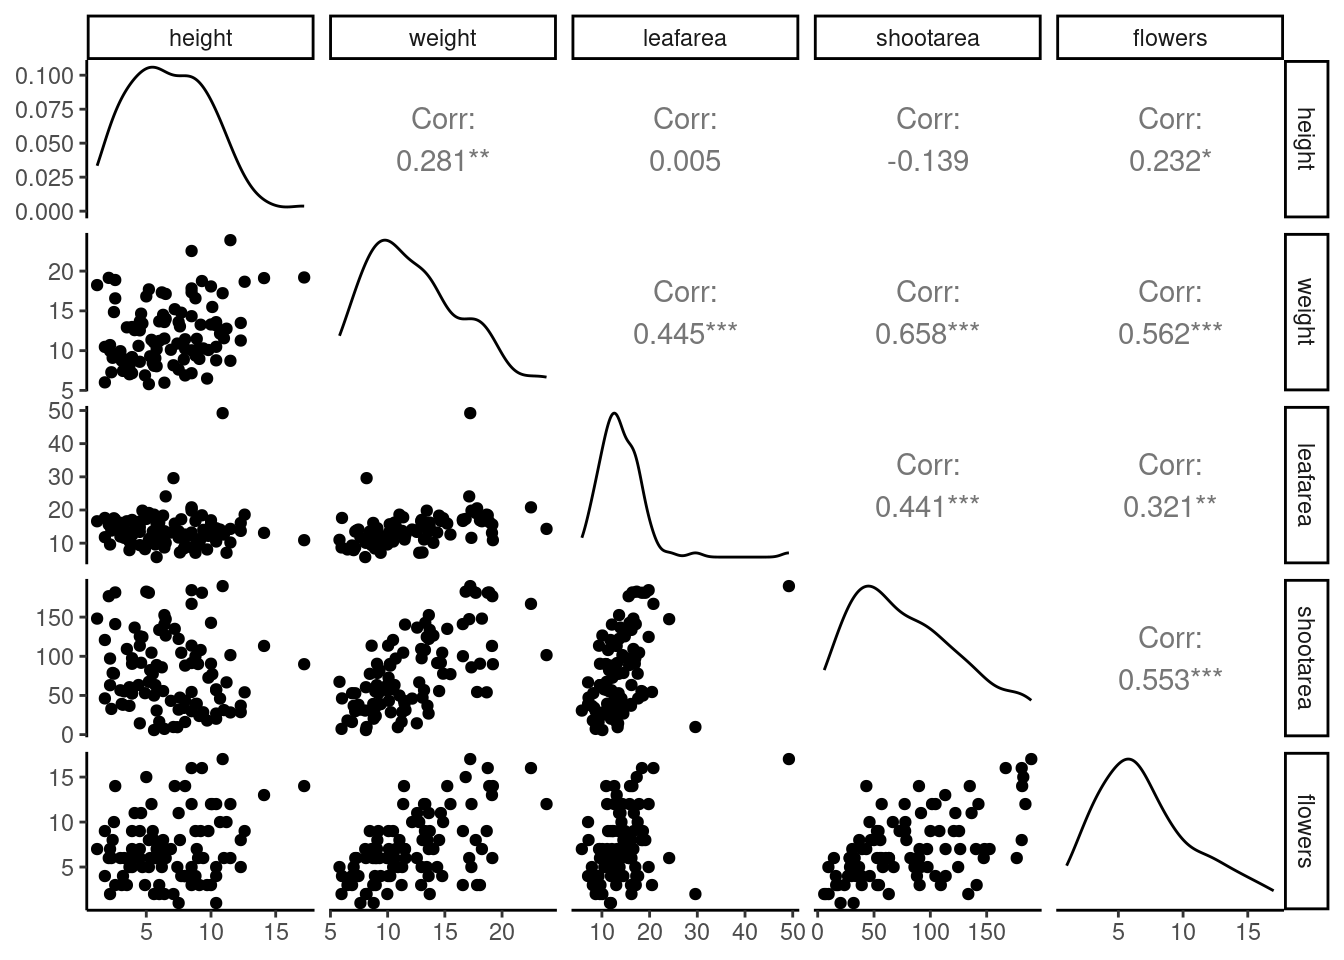 height weight leafarea shootarea flowers
0.100
0.075
0.050
0.025
0.000
Corr:
0.281**
Corr:
0.005
Corr:
-0.139
Corr:
0.232*
height
20
15
10
5
Corr:
0.445***
Corr:
0.658***
Corr:
0.562***
weight
50
40
30
20
10
Corr:
0.441***
Corr:
0.321**
leafarea
150
100
50
0
Corr:
0.553***
shootarea
15
10
5
flowers
5 10 15 5 10 15 20 10 20 30 40 50 0 50 100 150 5 10 15